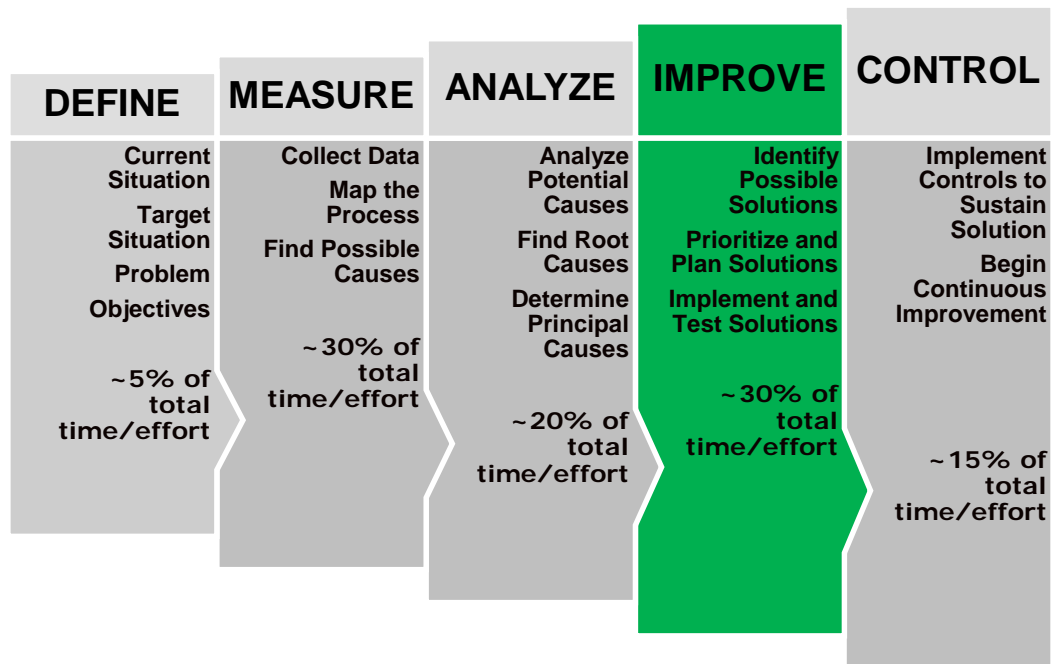 DEFINE
Current
Situation
Target
Situation
Problem
Objectives
~5% of
total
time/effort
MEASURE
Collect Data
Map the
Process
Find Possible
Causes
~30% of
total
time/effort
ANALYZE
Analyze
Potential
Causes
Find Root
Causes
Determine
Principal
Causes
~20% of
total
time/effort
IMPROVE
Identify
Possible
Solutions
Prioritize and
Plan Solutions
Implement and
Test Solutions
~30% of
total
time/effort
CONTROL
Implement
Controls to
Sustain
Solution
Begin
Continuous
Improvement
~15% of
total
time/effort